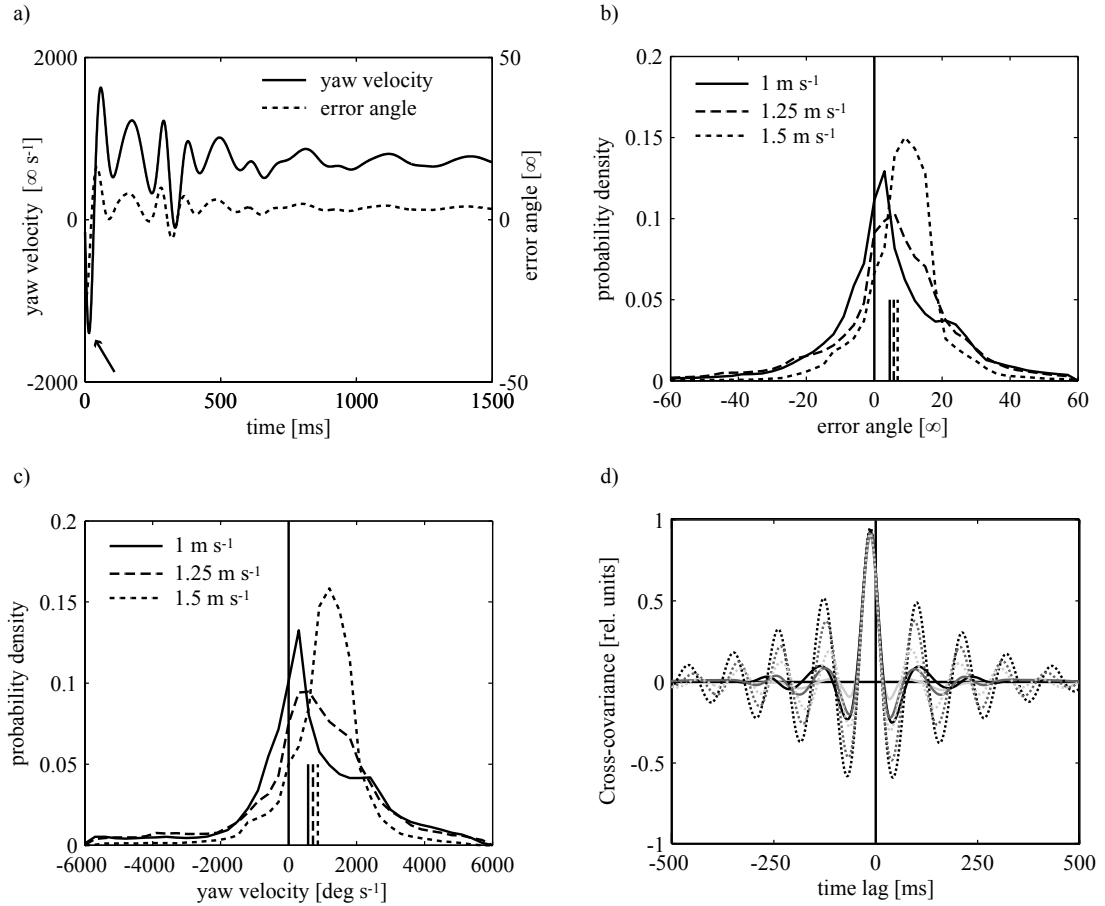 a)
2000
0
-2000
yaw velocity [∞ s-1]
50
0
-50
error angle [∞]
yaw velocity
error angle
0 500 1000 1500
time [ms]
b)
0.2
0.15
0.1
0.05
0
probability density
1 m s-1
1.25 m s-1
1.5 m s-1
-60 -40 -20 0 20 40 60
error angle [∞]
c)
0.2
0.15
0.1
0.05
0
probability density
1 m s-1
1.25 m s-1
1.5 m s-1
-6000 -4000 -2000 0 2000 4000 6000
yaw velocity [deg s-1]
d)
1
0.5
0
-0.5
-1
Cross-covariance [rel. units]
-500 -250 0 250 500
time lag [ms]